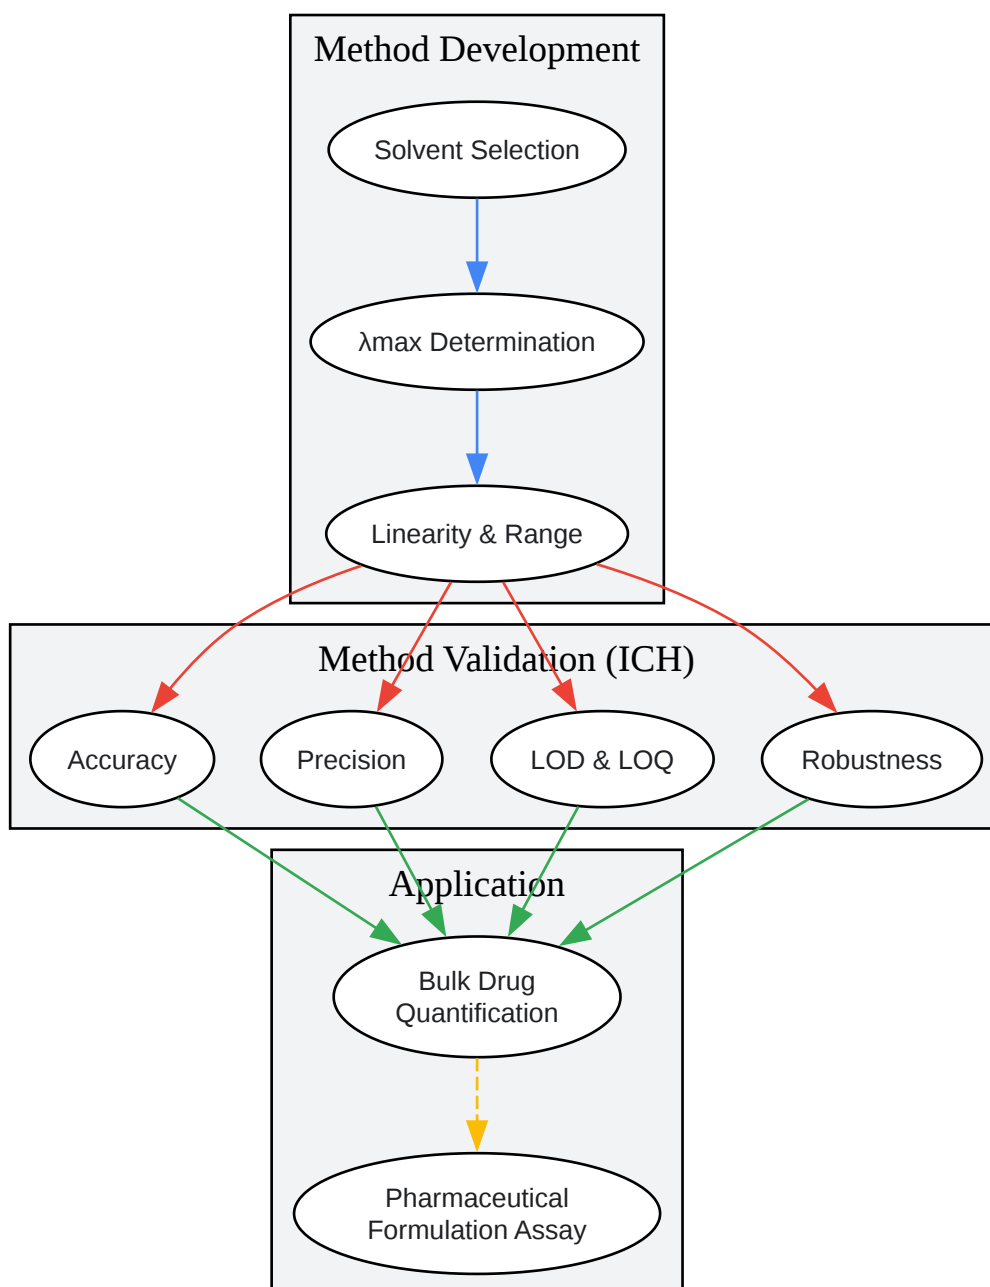 Method Development
Solvent Selection
λmax Determination
Linearity & Range
Method Validation (ICH)
Accuracy
Precision
LOD & LOQ
Robustness
Application
Bulk Drug
Quantification
Pharmaceutical
Formulation Assay